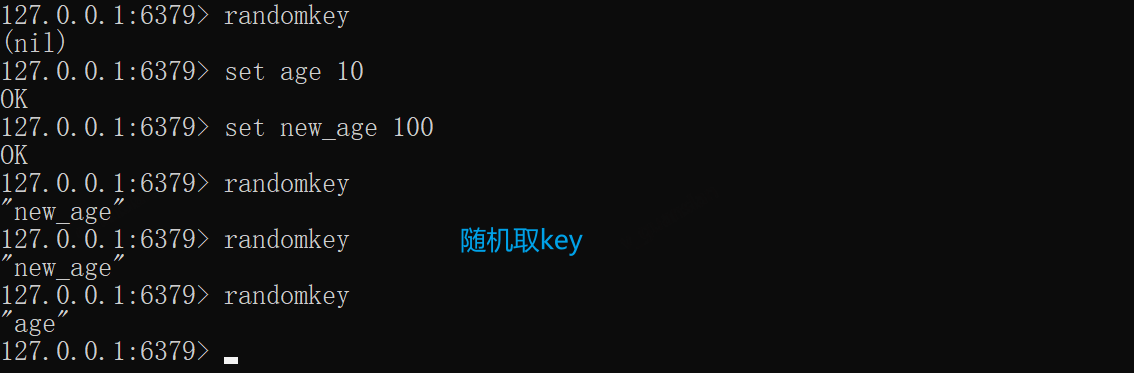 127.0.0.1:6379> randomkey
(nil)
127.0.0.1:6379> set age 10
OK
127.0.0.1:6379> set new_age 100
OK
127.0.0.1:6379> randomkey
"new_age"
127.0.0.1:6379> randomkey 随机取key
"new_age"
127.0.0.1:6379> randomkey
"age"
127.0.0.1:6379>